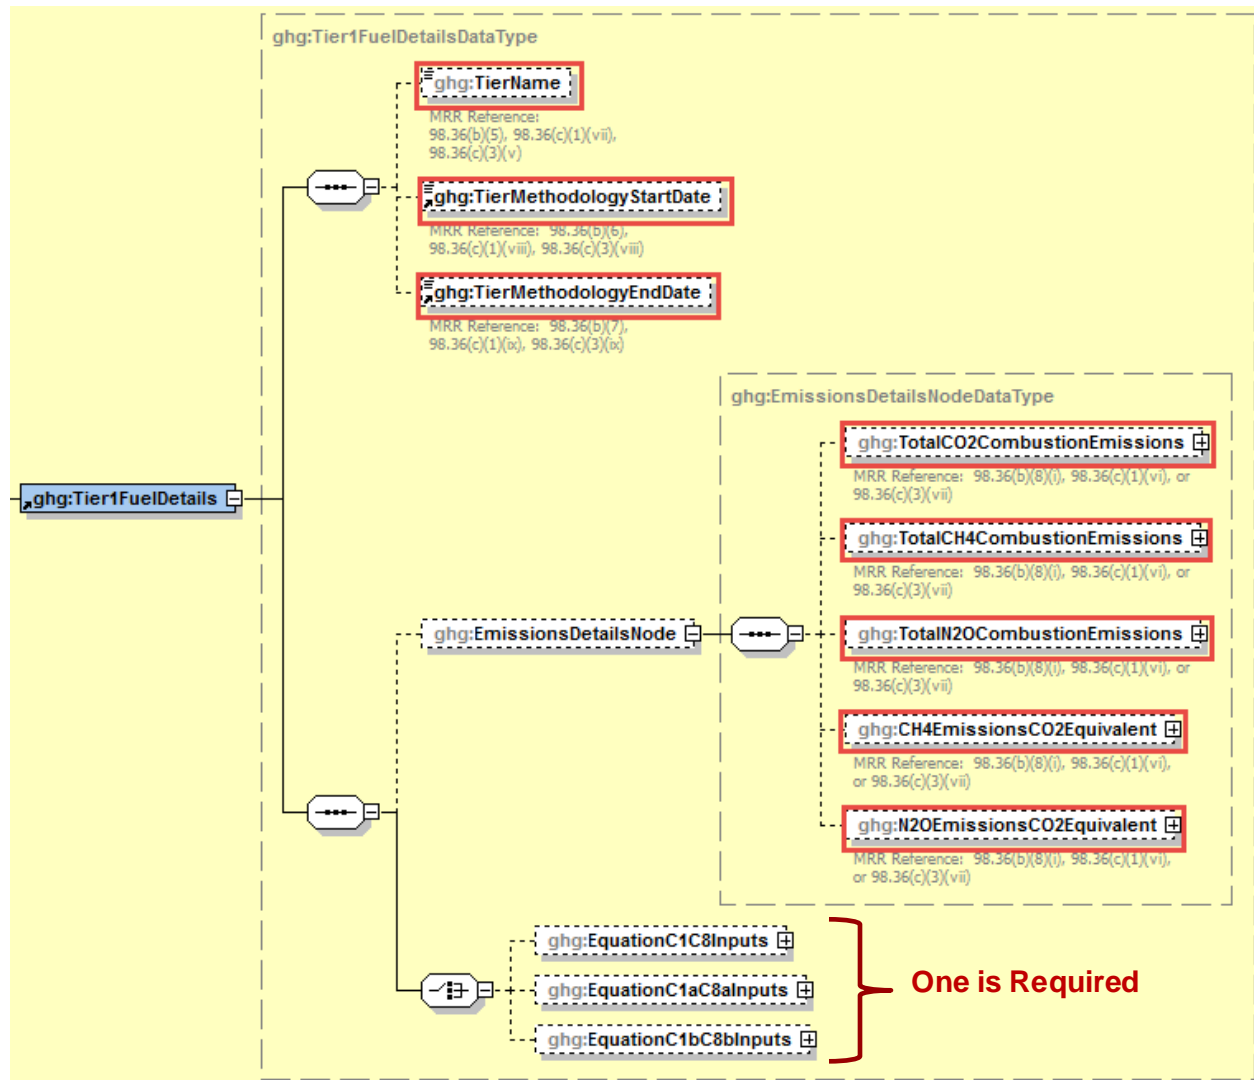 ghg:Tier1FuelDetailsDataType
ghg:TierName
MRR Reference:
98.36(b)(5), 98.36(c)(1)(vii),
98.36(c)(3)(v)
ghg:TierMethodologyStartDate
MRR Reference: 98.36(b)(6),
98.36(c)(1)(viii), 98.36(c)(3)(viii)
ghg:TierMethodologyEndDate
MRR Reference: 98.36(b)(7),
98.36(c)(1)(ix), 98.36(c)(3)(ix)
ghg:EmissionsDetailsNodeDataType
ghg:TotalCO2CombustionEmissions
MRR Reference: 98.36(b)(8)(i), 98.36(c)(1)(vi), or
98.36(c)(3)(vii)
ghg:Tier1FuelDetails
ghg:TotalCH4CombustionEmissions
MRR Reference: 98.36(b)(8)(i), 98.36(c)(1)(vi), or
98.36(c)(3)(vii)
ghg:EmissionsDetailsNode
ghg:TotalN2OCombustionEmissions
MRR Reference: 98.36(b)(8)(i), 98.36(c)(1)(vi), or
98.36(c)(3)(vii)
ghg:CH4EmissionsCO2Equivalent
MRR Reference: 98.36(b)(8)(i), 98.36(c)(1)(vi),
or 98.36(c)(3)(vii)
ghg:N2OEmissionsCO2Equivalent
MRR Reference: 98.36(b)(8)(i), 98.36(c)(1)(vi),
or 98.36(c)(3)(vii)
ghg:EquationC1C8Inputs
ghg:EquationC1aC8aInputs
ghg:EquationC1bC8bInputs
One is Required